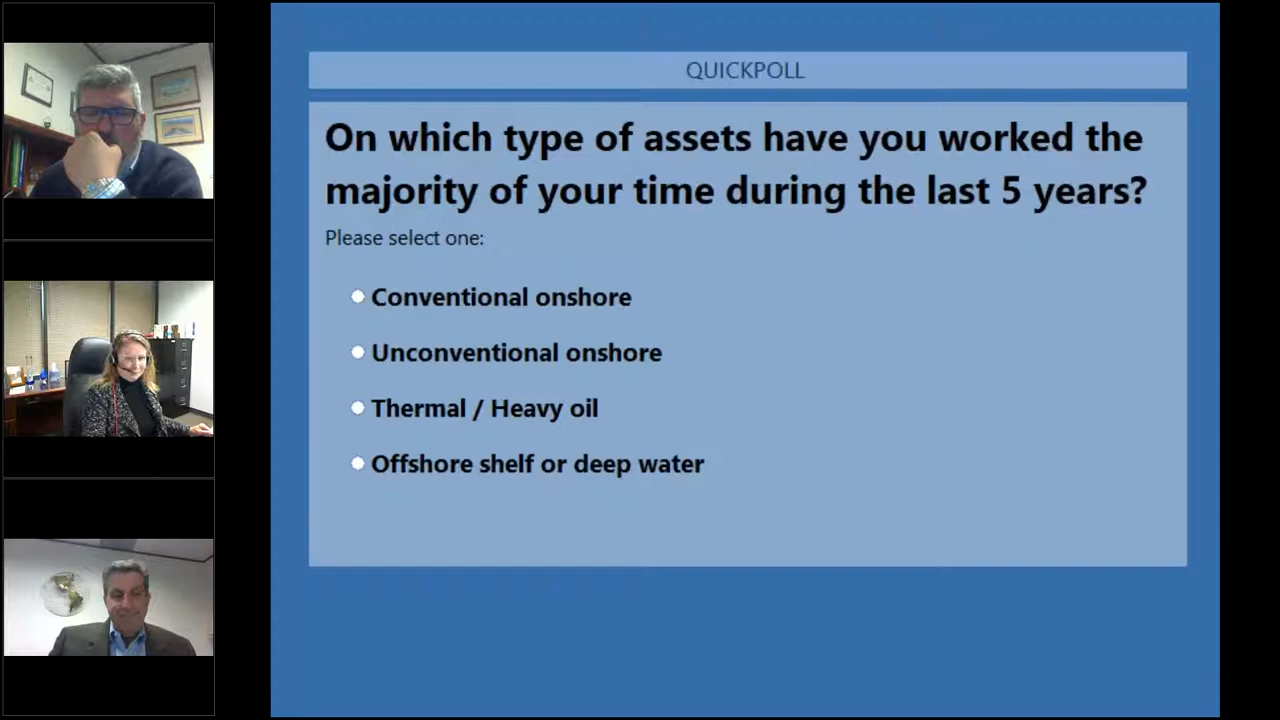 QUICKPOLL
On which type of assets have you worked the
majority of your time during the last 5 years?
Please select one:
Conventional onshore
Unconventional onshore
Thermal / Heavy oil
Offshore shelf or deep water